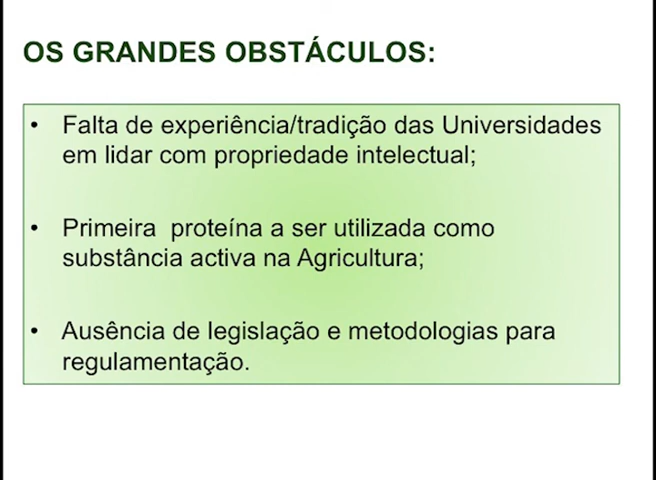 OS GRANDES OBSTÁCULOS:
• Falta de experiência/tradição das Universidades
em lidar com propriedade intelectual;
• Primeira proteína a ser utilizada como
substância activa na Agricultura;
• Ausência de legislação e metodologias para
regulamentação.